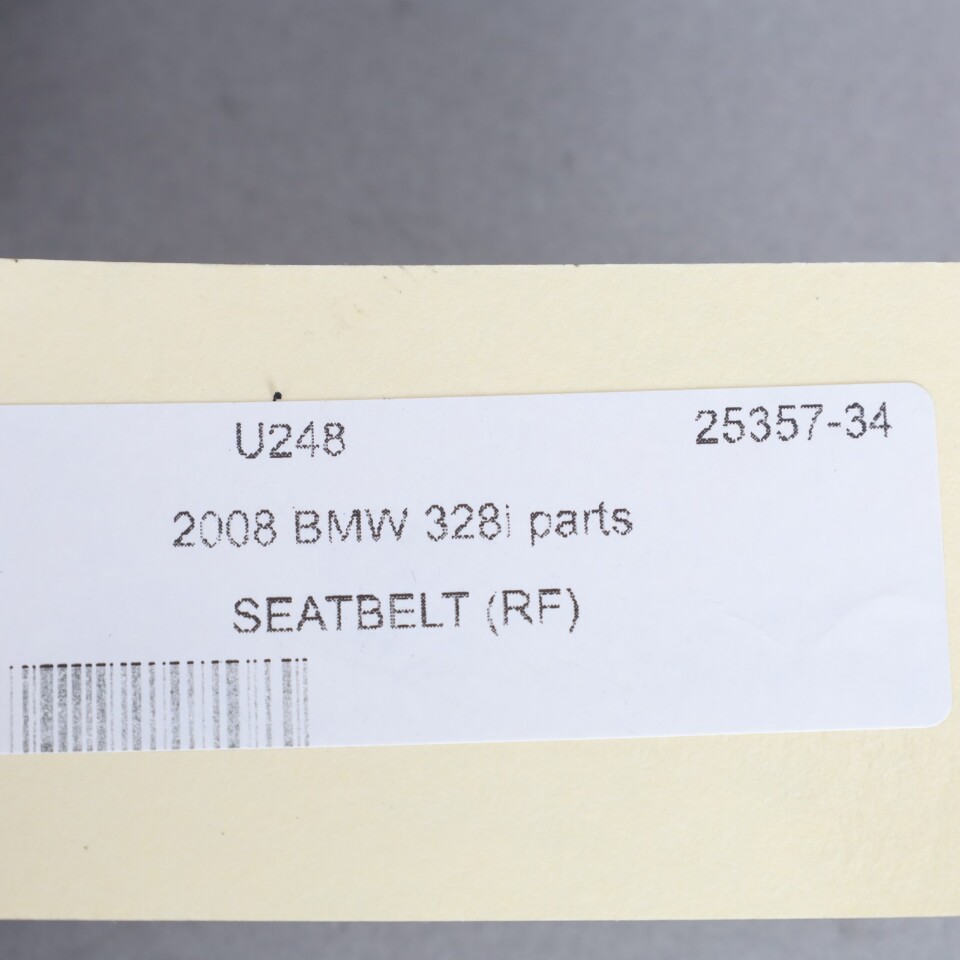 U248 25357-34
2008 BMW 328i parts
SEATBELT (RF)